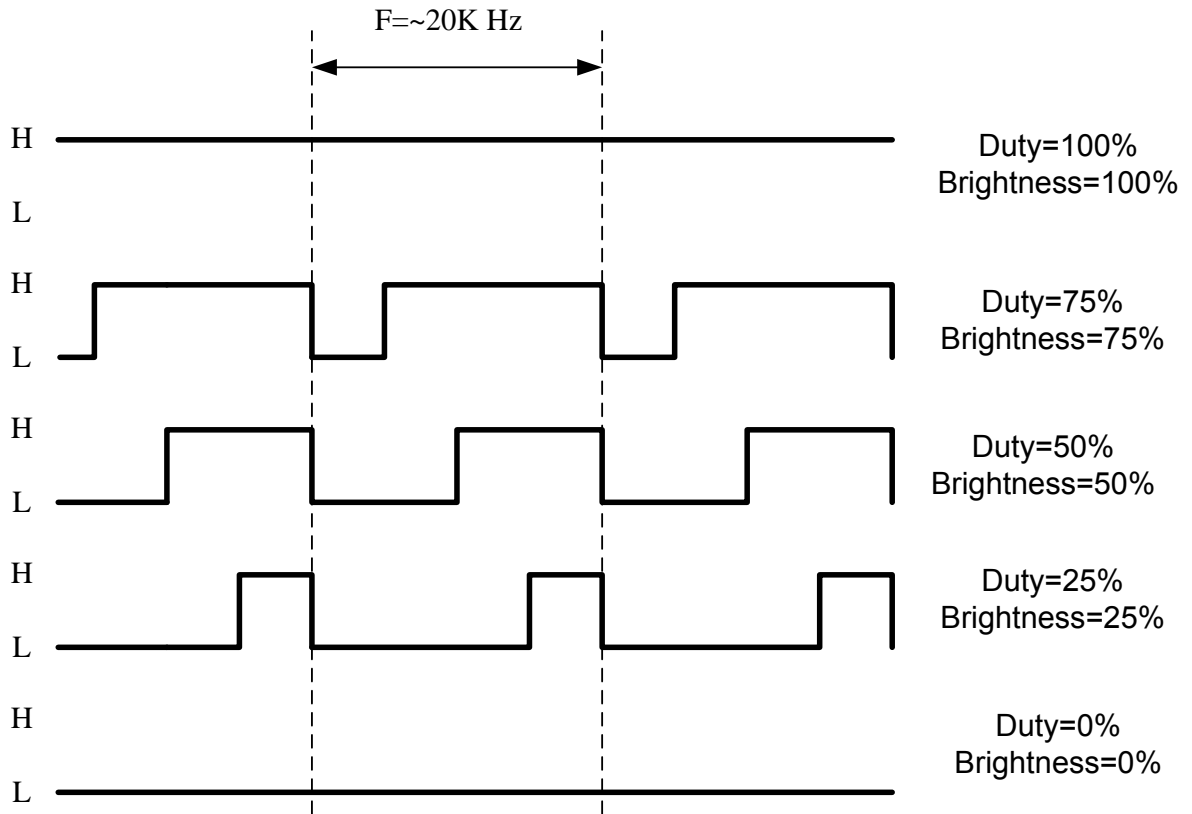 F=~20K Hz
H
Duty=100%
Brightness=100%
L
H
Duty=75%
Brightness=75%
L
H
Duty=50%
Brightness=50%
L
H
Duty=25%
Brightness=25%
L
H
Duty=0%
Brightness=0%
L